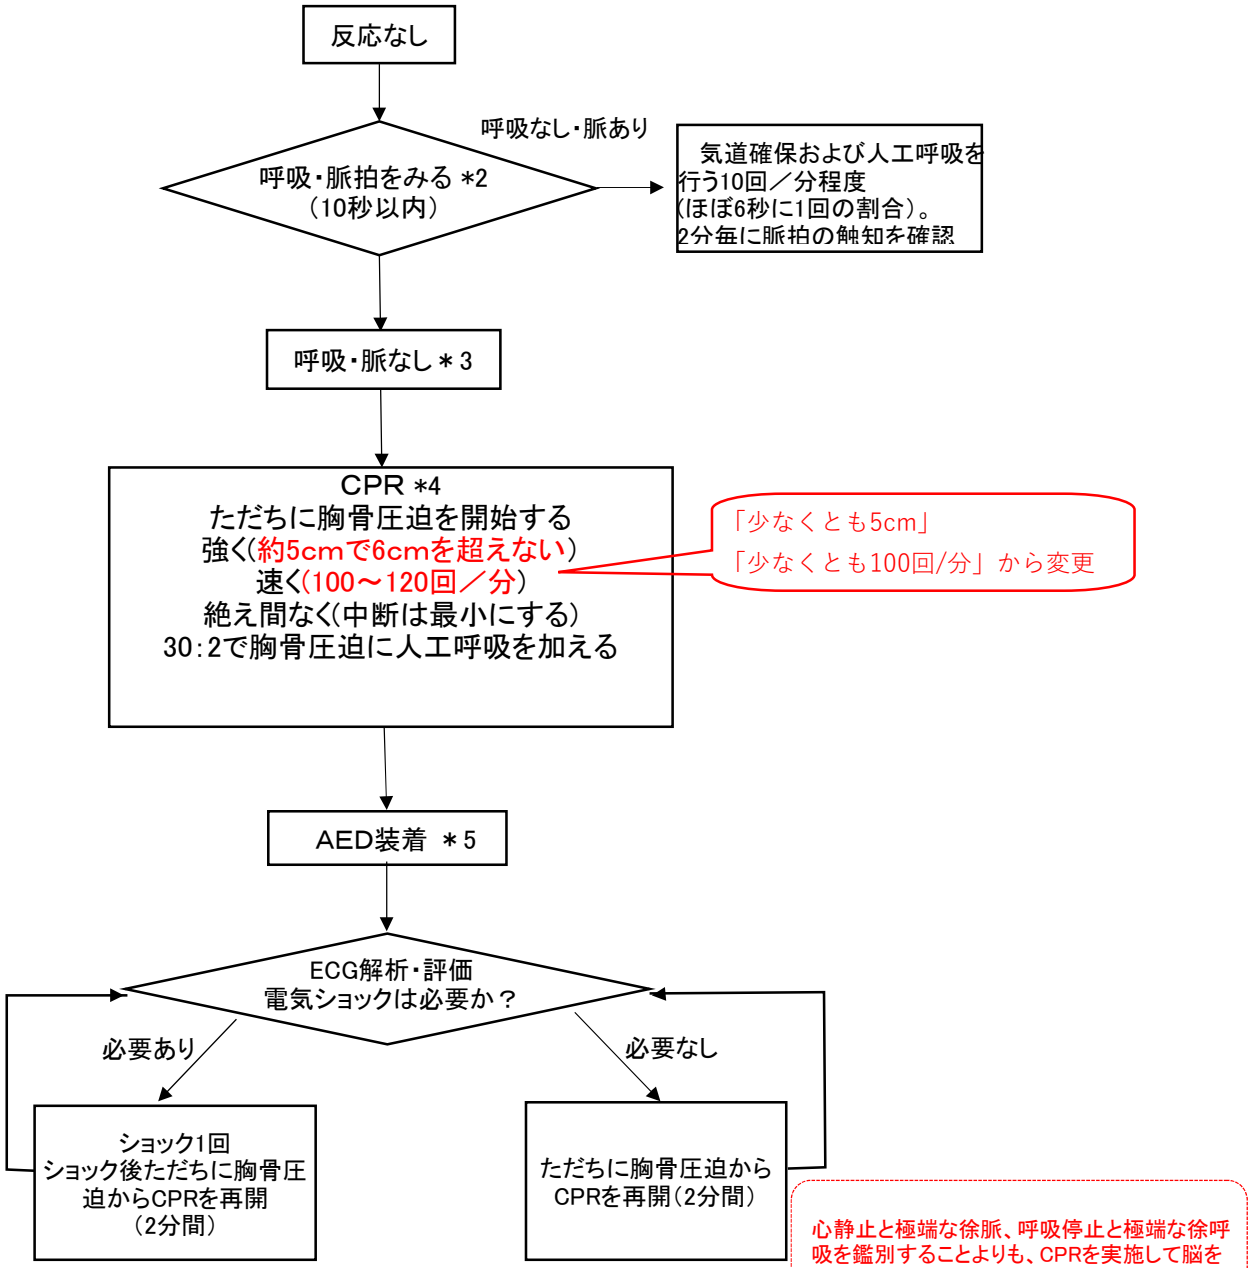 反応なし
呼吸なし・脈あり
呼吸・脈拍をみる *2
(10秒以内)
気道確保および人工呼吸を
行う10回／分程度
(ほぼ6秒に1回の割合)。
2分毎に脈拍の触知を確認
呼吸・脈なし＊3
CPR *4
ただちに胸骨圧迫を開始する
強く(約5cmで6cmを超えない)
速く(100～120回／分)
絶え間なく(中断は最小にする)
30：2で胸骨圧迫に人工呼吸を加える
「少なくとも5cm」
「少なくとも100回/分」から変更
AED装着 ＊5
ECG解析・評価
電気ショックは必要か？
必要あり
必要なし
ショック1回
ショック後ただちに胸骨圧
迫からCPRを再開
(2分間)
ただちに胸骨圧迫から
CPRを再開(2分間)
心静止と極端な徐脈、呼吸停止と極端な徐呼
吸を鑑別することよりも、CPRを実施して脳を